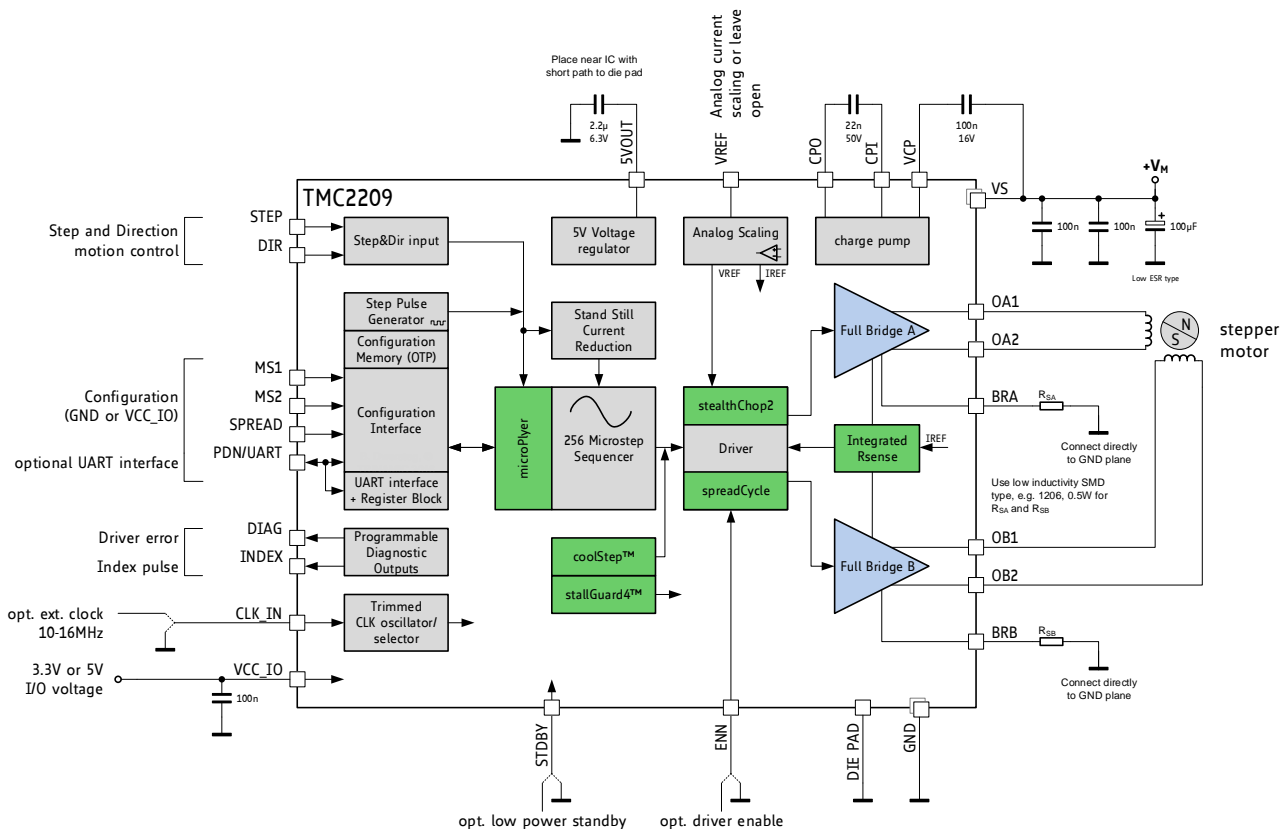 Place near IC with
short path to die pad
2.2µ
6.3V
5VOUT
Analog current
scaling or leave
open
VREF
CPO
22n
50V
CPI
VCP
100n
16V
+VM
VS
100n
100n
+
100µF
Low ESR type
TMC2209
Step and Direction
motion control
STEP
DIR
Step&Dir input
5V Voltage
regulator
Analog Scaling
VREF
IREF
charge pump
Step Pulse
Generator
Configuration
Memory (OTP)
Stand Still
Current
Reduction
Full Bridge A
OA1
OA2
N
S
stepper
motor
Configuration
(GND or VCC_IO)
optional UART interface
MS1
MS2
SPREAD
PDN/UART
Configuration
Interface
UART interface
+ Register Block
microPlyer
256 Microstep
Sequencer
stealthChop2
Driver
spreadCycle
Integrated
Rsense
IREF
BRA
RSA
Connect directly
to GND plane
Use low inductivity SMD
type, e.g. 1206, 0.5W for
RSA and RSB
Driver error
Index pulse
DIAG
INDEX
Programmable
Diagnostic
Outputs
coolStep™
stallGuard4™
Full Bridge B
OB1
OB2
opt. ext. clock
10-16MHz
CLK_IN
Trimmed
CLK oscillator/
selector
BRB
RSB
Connect directly
to GND plane
3.3V or 5V
I/O voltage
VCC_IO
100n
STDBY
ENN
DIE PAD
GND
opt. low power standby
opt. driver enable